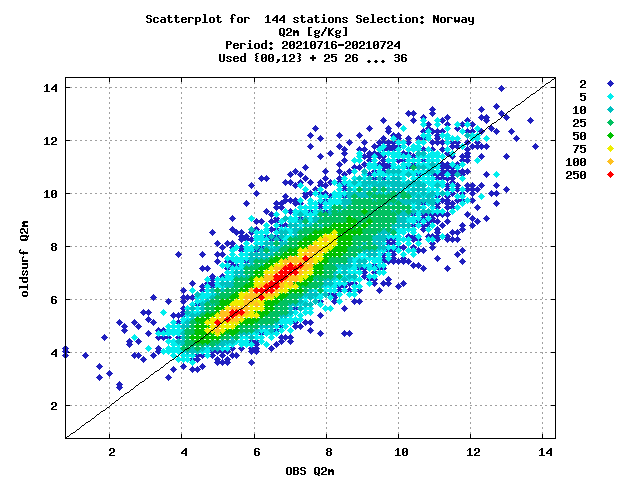 Scatterplot for  144 stations Selection: Norway
Q2m [g/Kg]
Period: 20210716-20210724
Used {00,12} + 25 26 ... 36
14
12
10
8
6
4
2
oldsurf Q2m
2 4 6 8 10 12 14
OBS Q2m
2
5
10
25
50
75
100
250